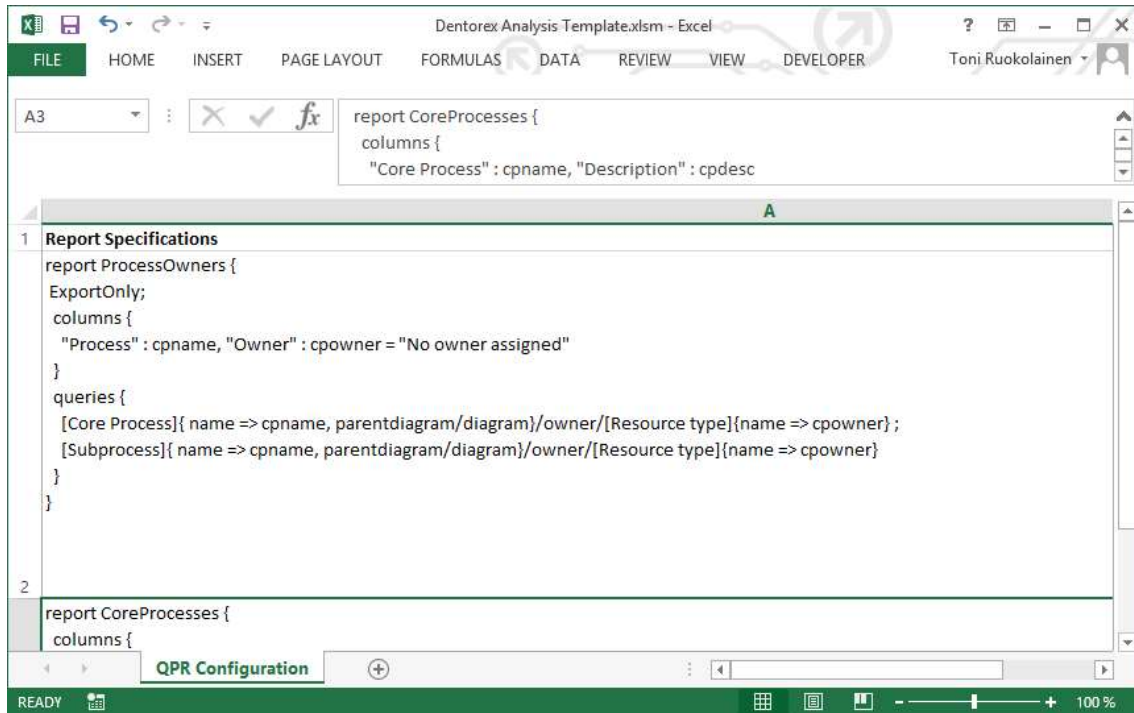 Dentorex Analysis Template.xlsm - Excel
?
FILE HOME INSERT PAGE LAYOUT FORMULAS DATA REVIEW VIEW DEVELOPER Toni Ruokolainen
A3 fx report CoreProcesses {
columns {
"Core Process" : cpname, "Description" : cpdesc
A
1 Report Specifications
report ProcessOwners {
ExportOnly;
columns {
"Process" : cpname, "Owner" : cpowner = "No owner assigned"
}
queries {
[Core Process]{ name => cpname, parentdiagram/diagram}/owner/[Resource type]{name => cpowner} ;
[Subprocess]{ name => cpname, parentdiagram/diagram}/owner/[Resource type]{name => cpowner}
}
}
2
report CoreProcesses {
columns {
QPR Configuration
READY 100 %